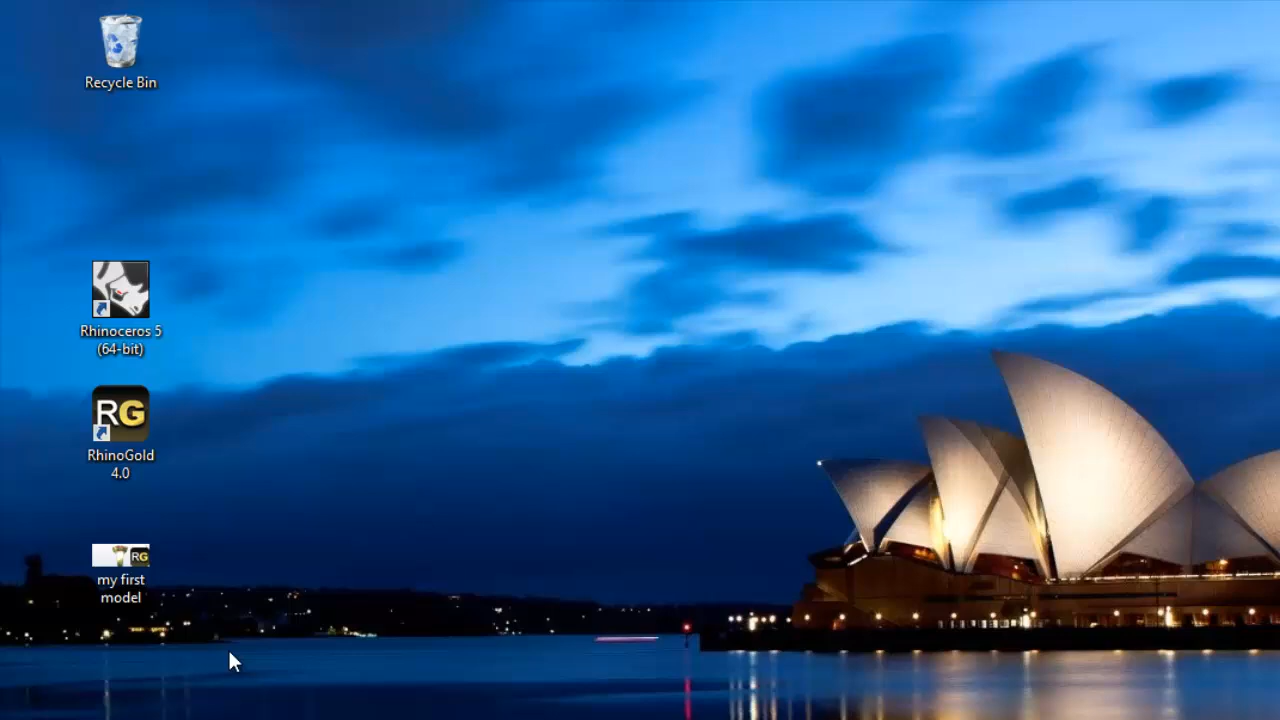 Recycle Bin
Rhinoceros 5
(64-bit)
RG
RhinoGold
4.0
RG
my first
model